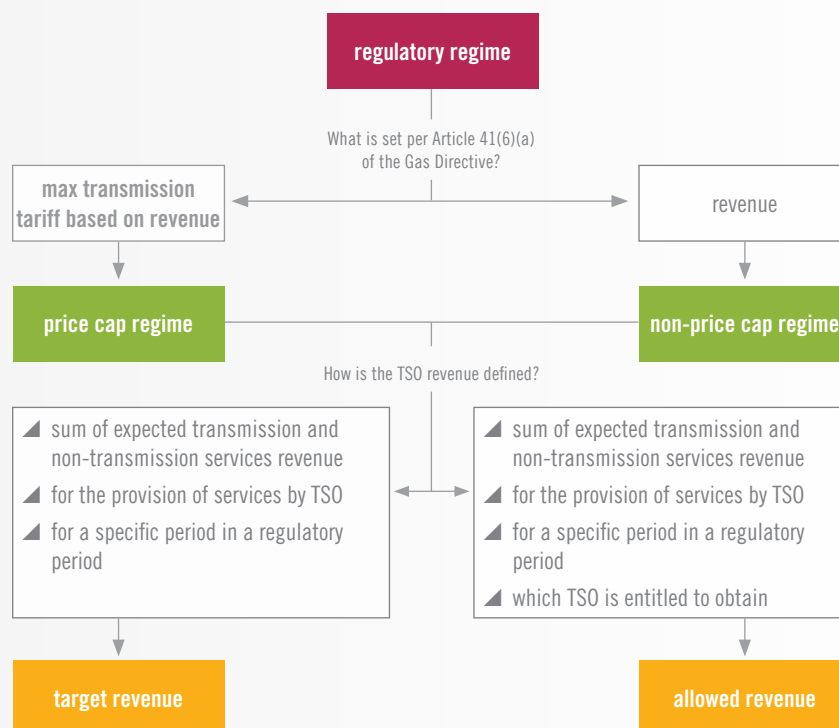 regulatory regime
What is set per Article 41(6)(a)
of the Gas Directive?
max transmission
tariff based on revenue
revenue
price cap regime
non-price cap regime
How is the TSO revenue defined?
sum of expected transmission and
non-transmission services revenue
for the provision of services by TSO
for a specific period in a regulatory
period
sum of expected transmission and
non-transmission services revenue
for the provision of services by TSO
for a specific period in a regulatory
period
which TSO is entitled to obtain
target revenue
allowed revenue